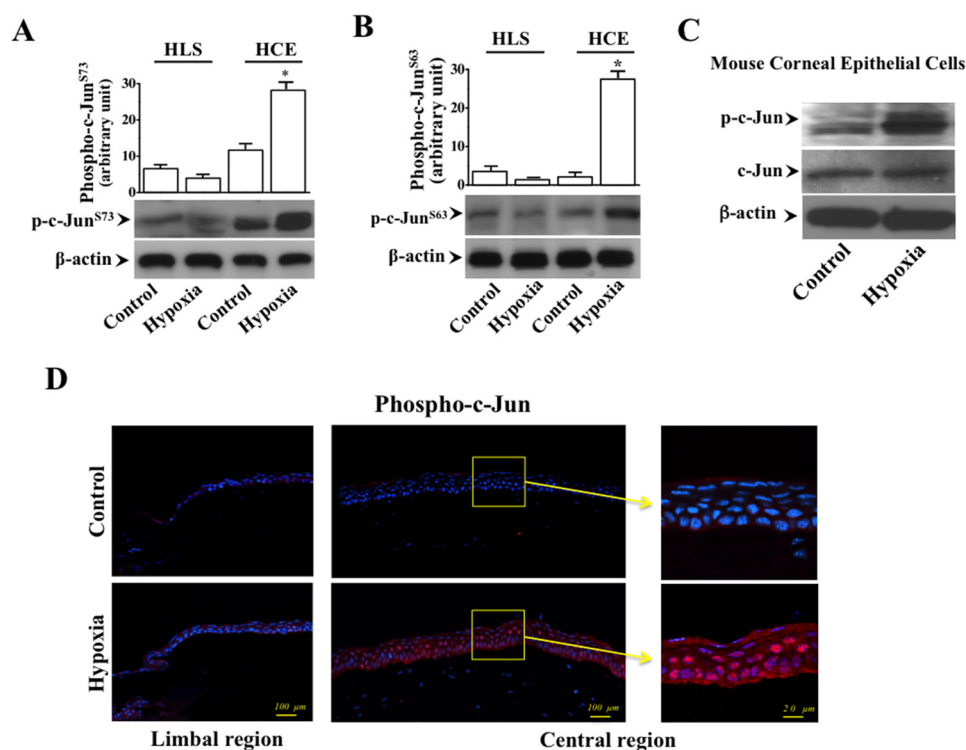 A
HLS HCE
*
Phospho-c-Jun^S73
(arbitrary unit)
30
20
10
0
p-c-Jun^S73
β-actin
Control
Hypoxia
Control
Hypoxia
B
HLS HCE
*
Phospho-c-Jun^S63
(arbitrary unit)
30
20
10
0
p-c-Jun^S63
β-actin
Control
Hypoxia
Control
Hypoxia
C
Mouse Corneal Epithelial Cells
p-c-Jun
c-Jun
β-actin
Control
Hypoxia
D
Phospho-c-Jun
Control
Hypoxia
100 µm
100 µm
20 µm
Limbal region
Central region